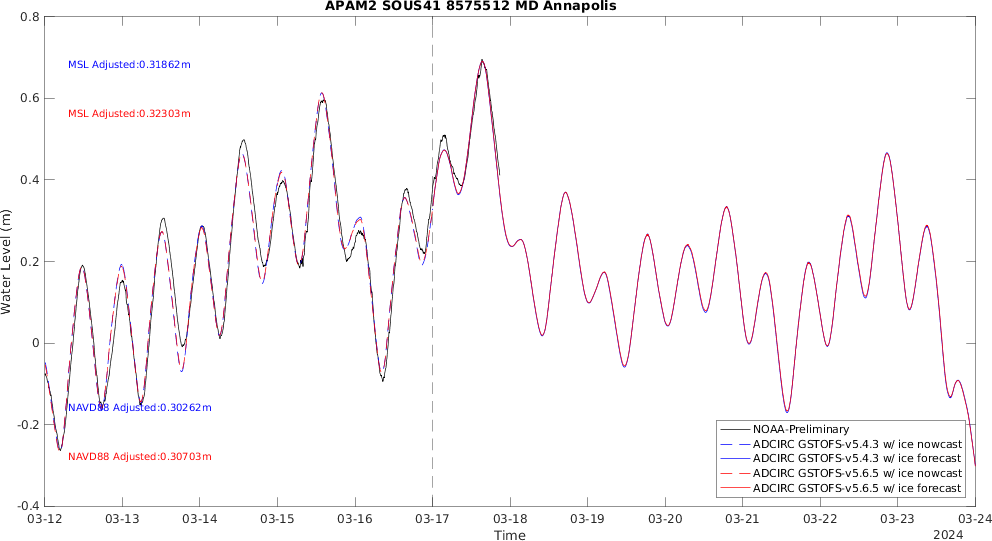 APAM2 SOUS41 8575512 MD Annapolis
0.8
MSL Adjusted:0.31862m
0.6
MSL Adjusted:0.32303m
0.4
Water Level (m)
0.2
0
NAVD88 Adjusted:0.30262m
-0.2
NOAA-Preliminary
ADCIRC GSTOFS-v5.4.3 w/ ice nowcast
NAVD88 Adjusted:0.30703m
ADCIRC GSTOFS-v5.4.3 w/ ice forecast
ADCIRC GSTOFS-v5.6.5 w/ ice nowcast
ADCIRC GSTOFS-v5.6.5 w/ ice forecast
-0.4
03-12 03-13 03-14 03-15 03-16 03-17 03-18 03-19 03-20 03-21 03-22 03-23 03-24
Time
2024